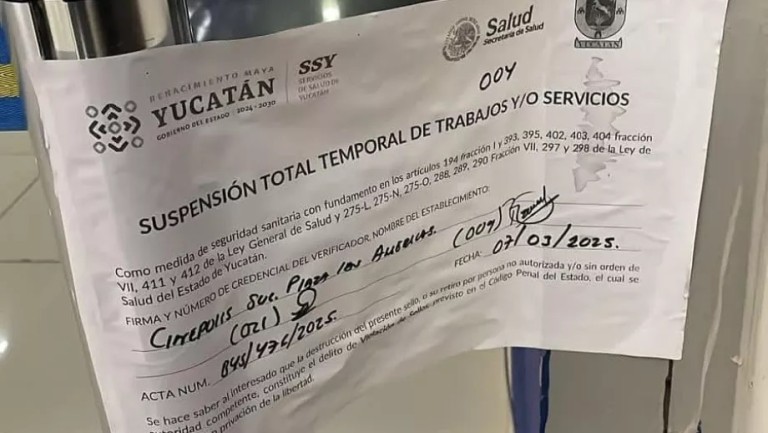 RENACIMIENTO MAYA
YUCATÁN
GOBIERNO DEL ESTADO | 2024 - 2030
SSY
SERVICIOS
DE SALUD DE
YUCATÁN
Salud
Secretaría de Salud
YUCATÁN
004
SUSPENSIÓN TOTAL TEMPORAL DE TRABAJOS Y/O SERVICIOS
Como medida de seguridad sanitaria con fundamento en los artículos 194 fracción I y 393, 395, 402, 403, 404 fracción
VII, 411 y 412 de la Ley General de Salud y 275-L, 275-N, 275-O, 288, 289, 290 Fracción VII, 297 y 298 de la Ley de
Salud del Estado de Yucatán.
FIRMA Y NÚMERO DE CREDENCIAL DEL VERIFICADOR, NOMBRE DEL ESTABLECIMIENTO:
Cinepolis Suc. Plaza las Americas. (009)
(021)
FECHA: 07/03/2025.
ACTA NUM. 845/476/2025.
Se hace saber al interesado que la destrucción del presente sello, o su retiro por persona no autorizada y/o sin orden de
autoridad competente, constituye el delito de Violación de Sellos previsto en el Código Penal del Estado, el cual se
privación de la libertad.